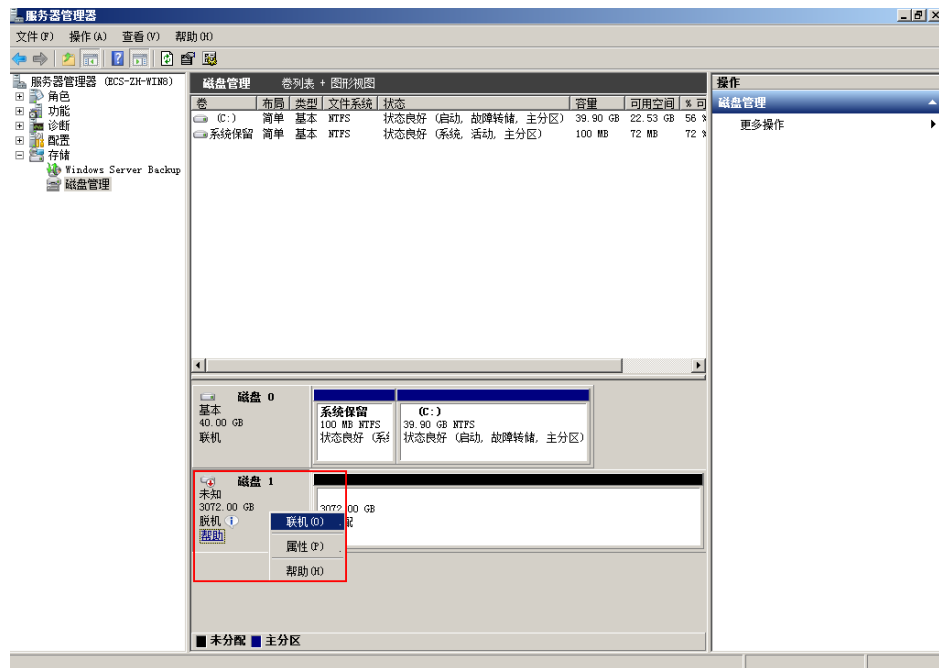 服务器管理器
文件(F) 操作(A) 查看(V) 帮助(H)
服务器管理器 (ECS-ZH-WIN8)
角色
功能
诊断
配置
存储
Windows Server Backup
磁盘管理
磁盘管理 卷列表 + 图形视图
卷 布局 类型 文件系统 状态 容量 可用空间 % 可
(C:) 简单 基本 NTFS 状态良好 (启动, 故障转储, 主分区) 39.90 GB 22.53 GB 56 %
系统保留 简单 基本 NTFS 状态良好 (系统, 活动, 主分区) 100 MB 72 MB 72 %
磁盘 0
基本
40.00 GB
联机
系统保留
100 MB NTFS
状态良好 (系
(C:)
39.90 GB NTFS
状态良好 (启动, 故障转储, 主分区)
磁盘 1
未知
3072.00 GB
脱机
帮助
3072.00 GB
配
联机(O)
属性(P)
帮助(H)
未分配 主分区
操作
磁盘管理
更多操作